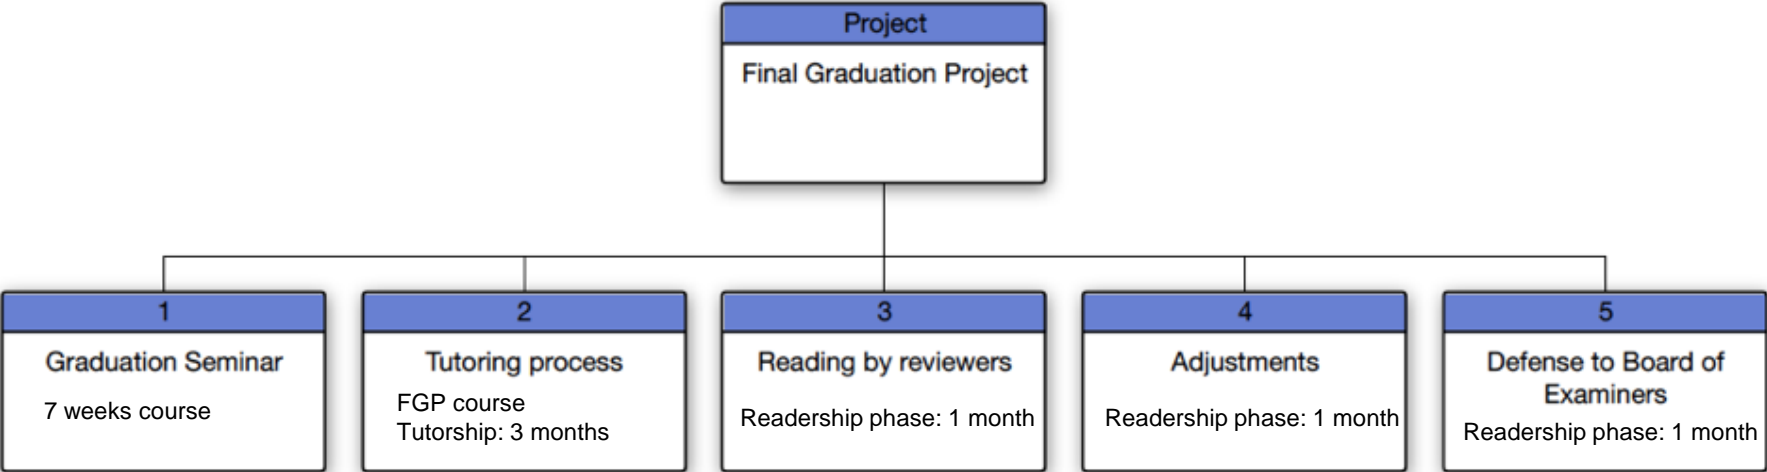 Project
Final Graduation Project
1
Graduation Seminar
7 weeks course
2
Tutoring process
FGP course
Tutorship: 3 months
3
Reading by reviewers
Readership phase: 1 month
4
Adjustments
Readership phase: 1 month
5
Defense to Board of
Examiners
Readership phase: 1 month